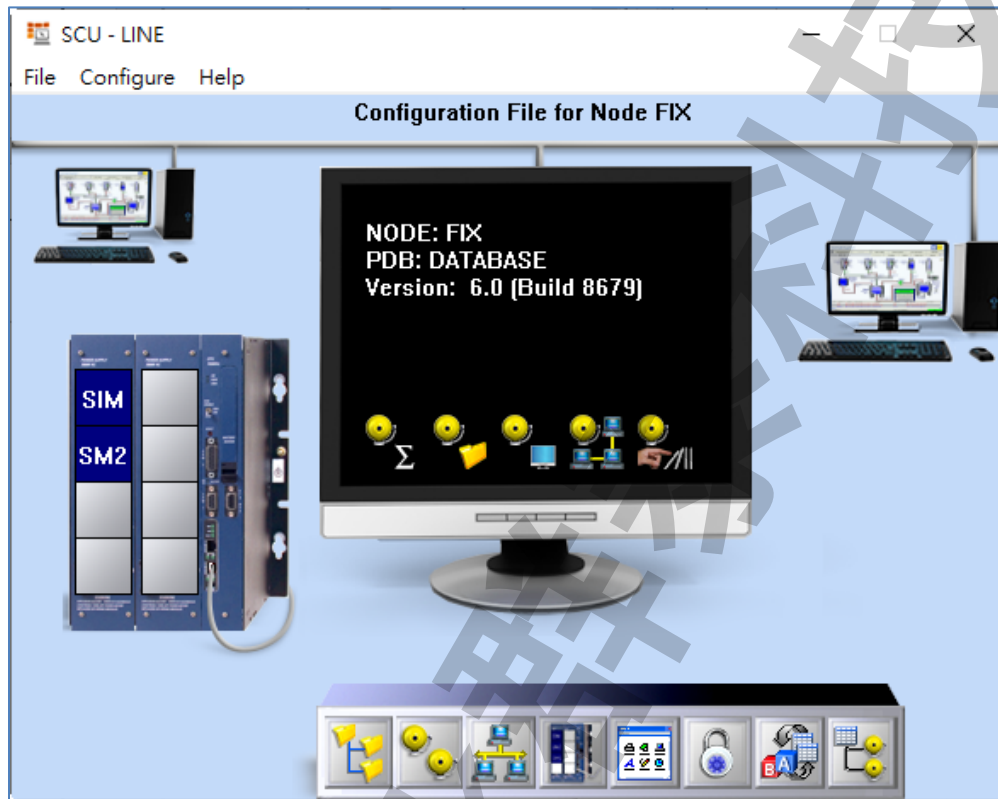 SCU - LINE
File Configure Help
Configuration File for Node FIX
NODE: FIX
PDB: DATABASE
Version: 6.0 (Build 8679)
SIM
SM2